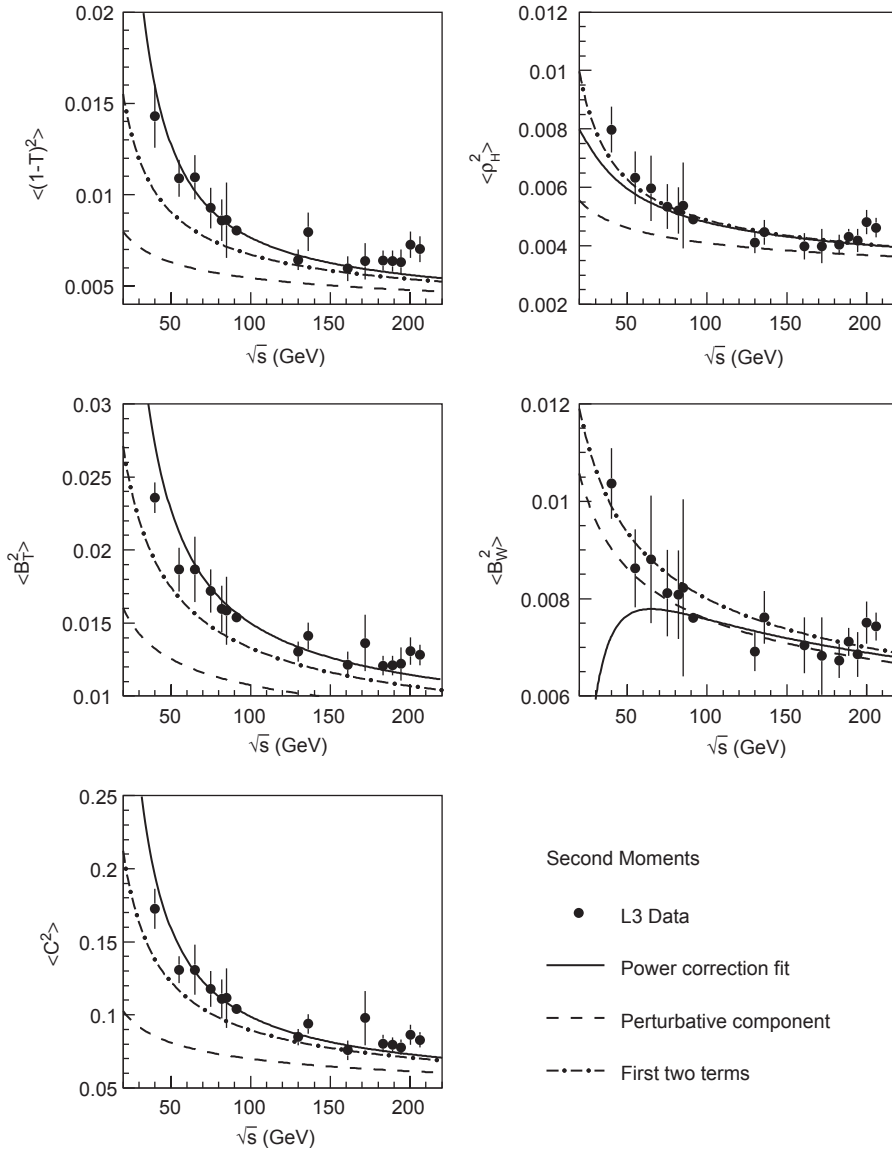 0.02
0.015
0.01
0.005
<(1-T)²>
50 100 150 200
√s (GeV)
0.012
0.01
0.008
0.006
0.004
0.002
<ρ²_H>
50 100 150 200
√s (GeV)
0.03
0.025
0.02
0.015
0.01
<B²_T>
50 100 150 200
√s (GeV)
0.012
0.01
0.008
0.006
<B²_W>
50 100 150 200
√s (GeV)
0.25
0.2
0.15
0.1
0.05
<C²>
50 100 150 200
√s (GeV)
Second Moments
L3 Data
Power correction fit
Perturbative component
First two terms